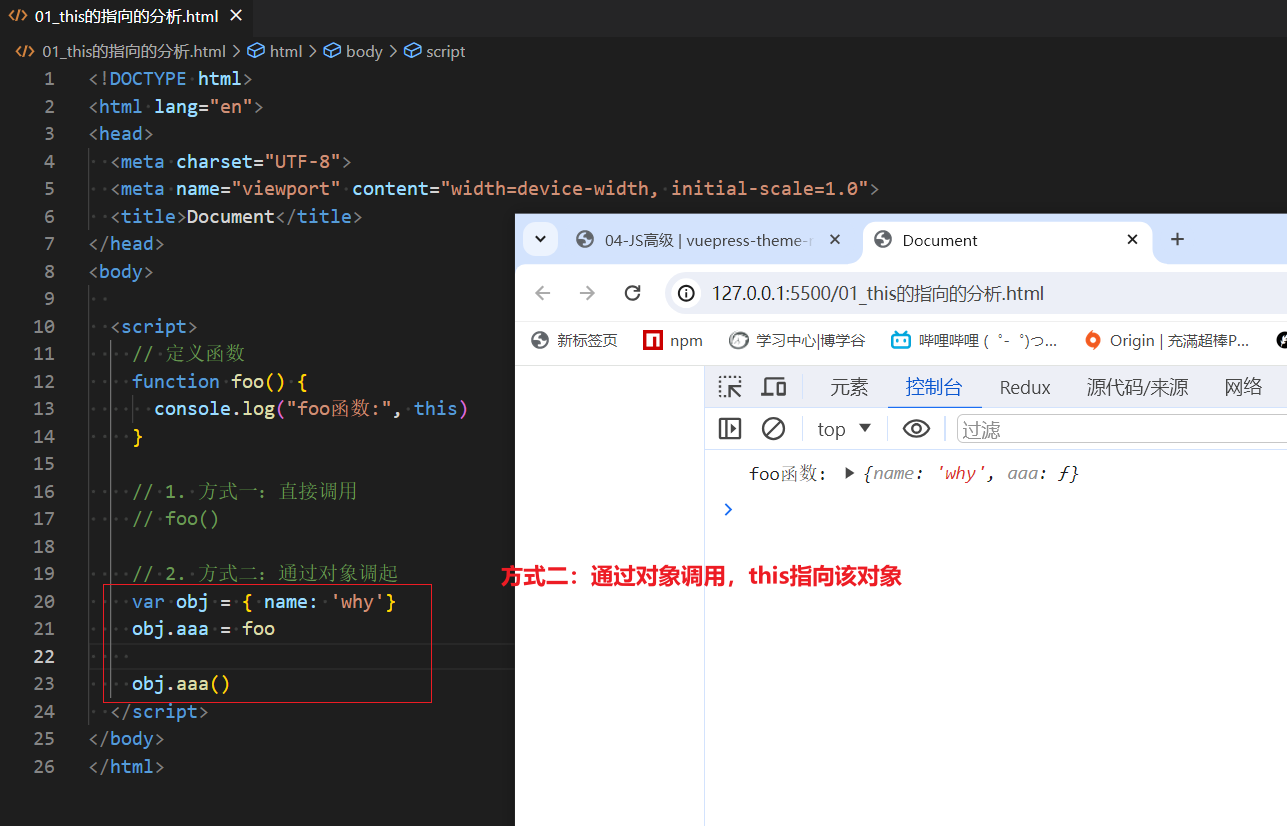 01_this的指向的分析.html
01_this的指向的分析.html > html > body > script
1 <!DOCTYPE html>
2 <html lang="en">
3 <head>
4 <meta charset="UTF-8">
5 <meta name="viewport" content="width=device-width, initial-scale=1.0">
6 <title>Document</title>
7 </head>
8 <body>
9
10 <script>
11 // 定义函数
12 function foo() {
13 console.log("foo函数:", this)
14 }
15
16 // 1. 方式一: 直接调用
17 // foo()
18
19 // 2. 方式二: 通过对象调起
20 var obj = { name: 'why'}
21 obj.aaa = foo
22
23 obj.aaa()
24 </script>
25 </body>
26 </html>
04-JS高级 | vuepress-theme-
Document
127.0.0.1:5500/01_this的指向的分析.html
新标签页 npm 学习中心|博学谷 哔哩哔哩 ( ゜- ゜)つ... Origin | 充滿超棒P...
元素 控制台 Redux 源代码/来源 网络
top 过滤
foo函数: ▶ {name: 'why', aaa: ƒ}
方式二：通过对象调用，this指向该对象